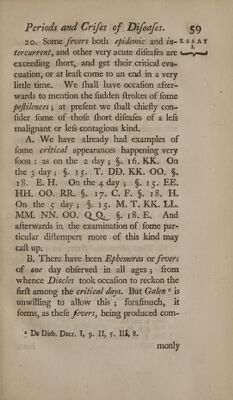 Periods and Crises of Diseases. 59
20. Some fevers both epidemic and in- ESSAY
tercurrent, and other very acute diseases are I.
exceeding short, and get their critical eva-
cuation, or at least come to an end in a very
little time. We shall have occasion after-
wards to mention the sudden strokes of some
pestilences; at present we shall chiefly con-
sider some of those short diseases of a less
malignant or less contagious kind.
A. We have already had examples of
some critical appearances happening very
soon: as on the 2 day; §. 16. KK. On
the 3 day; §. 15. T. DD. KK. OO. §.
18. E. H. On the 4 day; §. 15. EE.
HH. OO. RR. §. 17. C. F. §. 18. H.
On the 5 day; §. 15. M. T. KK. LL.
MM. NN. OO. QQ. §. 18. E. And
afterwards in the examination of some par-
ticular distempers more of this kind may
cast up.
B. There have been Ephemeras or fevers
of one day observed in all ages; from
whence Diocles took occasion to reckon the
first among the critical days. But Galen ª is
unwilling to allow this; forasmuch, it
seems, as these fevers, being produced com-
ª De Dieb. Decr. I, 9. II, 5. III, 8.
monly